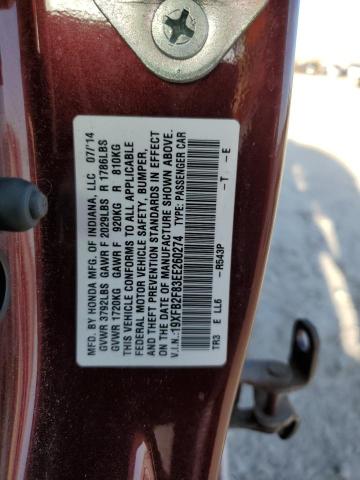 MFD. BY HONDA MFG. OF INDIANA, LLC 07/14
GVWR 3792LBS GAWR F 2029LBS R 1786LBS
GVWR 1720KG GAWR F 920KG R 810KG
THIS VEHICLE CONFORMS TO ALL APPLICABLE
FEDERAL MOTOR VEHICLE SAFETY, BUMPER,
AND THEFT PREVENTION STANDARDS IN EFFECT
ON THE DATE OF MANUFACTURE SHOWN ABOVE.
V.I.N.:19XFB2F83EE260274 TYPE: PASSENGER CAR
TR3 E LL6 -R543P -T -E